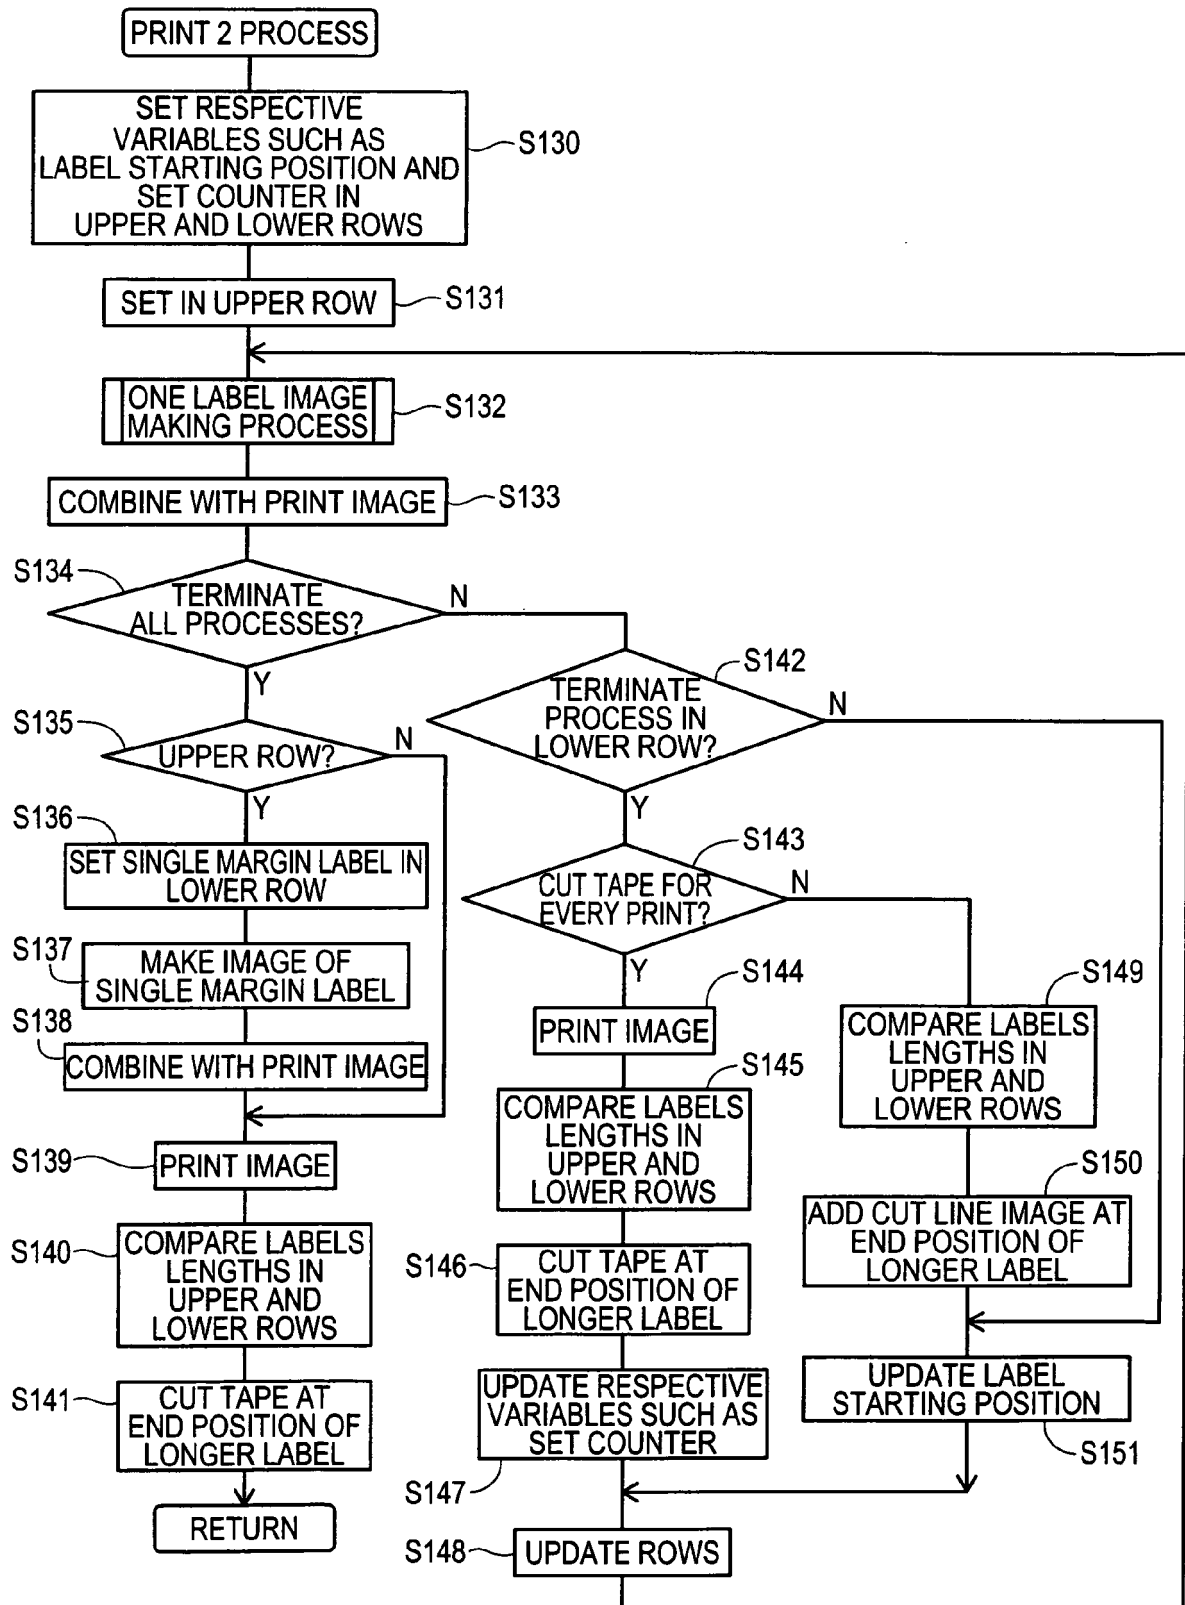 PRINT 2 PROCESS
SET RESPECTIVE
VARIABLES SUCH AS
LABEL STARTING POSITION AND
SET COUNTER IN
UPPER AND LOWER ROWS
S130
SET IN UPPER ROW
S131
ONE LABEL IMAGE
MAKING PROCESS
S132
COMBINE WITH PRINT IMAGE
S133
S134
TERMINATE
ALL PROCESSES?
N
Y
S135
UPPER ROW?
N
Y
S136
SET SINGLE MARGIN LABEL IN
LOWER ROW
S137
MAKE IMAGE OF
SINGLE MARGIN LABEL
S138
COMBINE WITH PRINT IMAGE
S139
PRINT IMAGE
S140
COMPARE LABELS
LENGTHS IN
UPPER AND
LOWER ROWS
S141
CUT TAPE AT
END POSITION OF
LONGER LABEL
RETURN
S142
TERMINATE
PROCESS IN
LOWER ROW?
N
Y
S143
CUT TAPE FOR
EVERY PRINT?
N
Y
S144
PRINT IMAGE
S145
COMPARE LABELS
LENGTHS IN
UPPER AND
LOWER ROWS
S146
CUT TAPE AT
END POSITION OF
LONGER LABEL
UPDATE RESPECTIVE
VARIABLES SUCH AS
SET COUNTER
S147
S148
UPDATE ROWS
S149
COMPARE LABELS
LENGTHS IN
UPPER AND
LOWER ROWS
S150
ADD CUT LINE IMAGE AT
END POSITION OF
LONGER LABEL
UPDATE LABEL
STARTING POSITION
S151